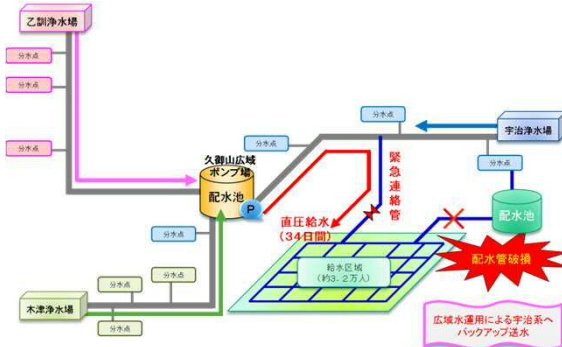 乙訓浄水場
分水点
分水点
分水点
分水点
分水点
宇治浄水場
分水点
久御山広域
ポンプ場
配水池
P
緊急連絡管
直圧給水
(34日間)
配水池
配水管破損
給水区域
(約3.2万人)
分水点
分水点
分水点
木津浄水場
分水点
広域水運用による宇治系へ
バックアップ送水